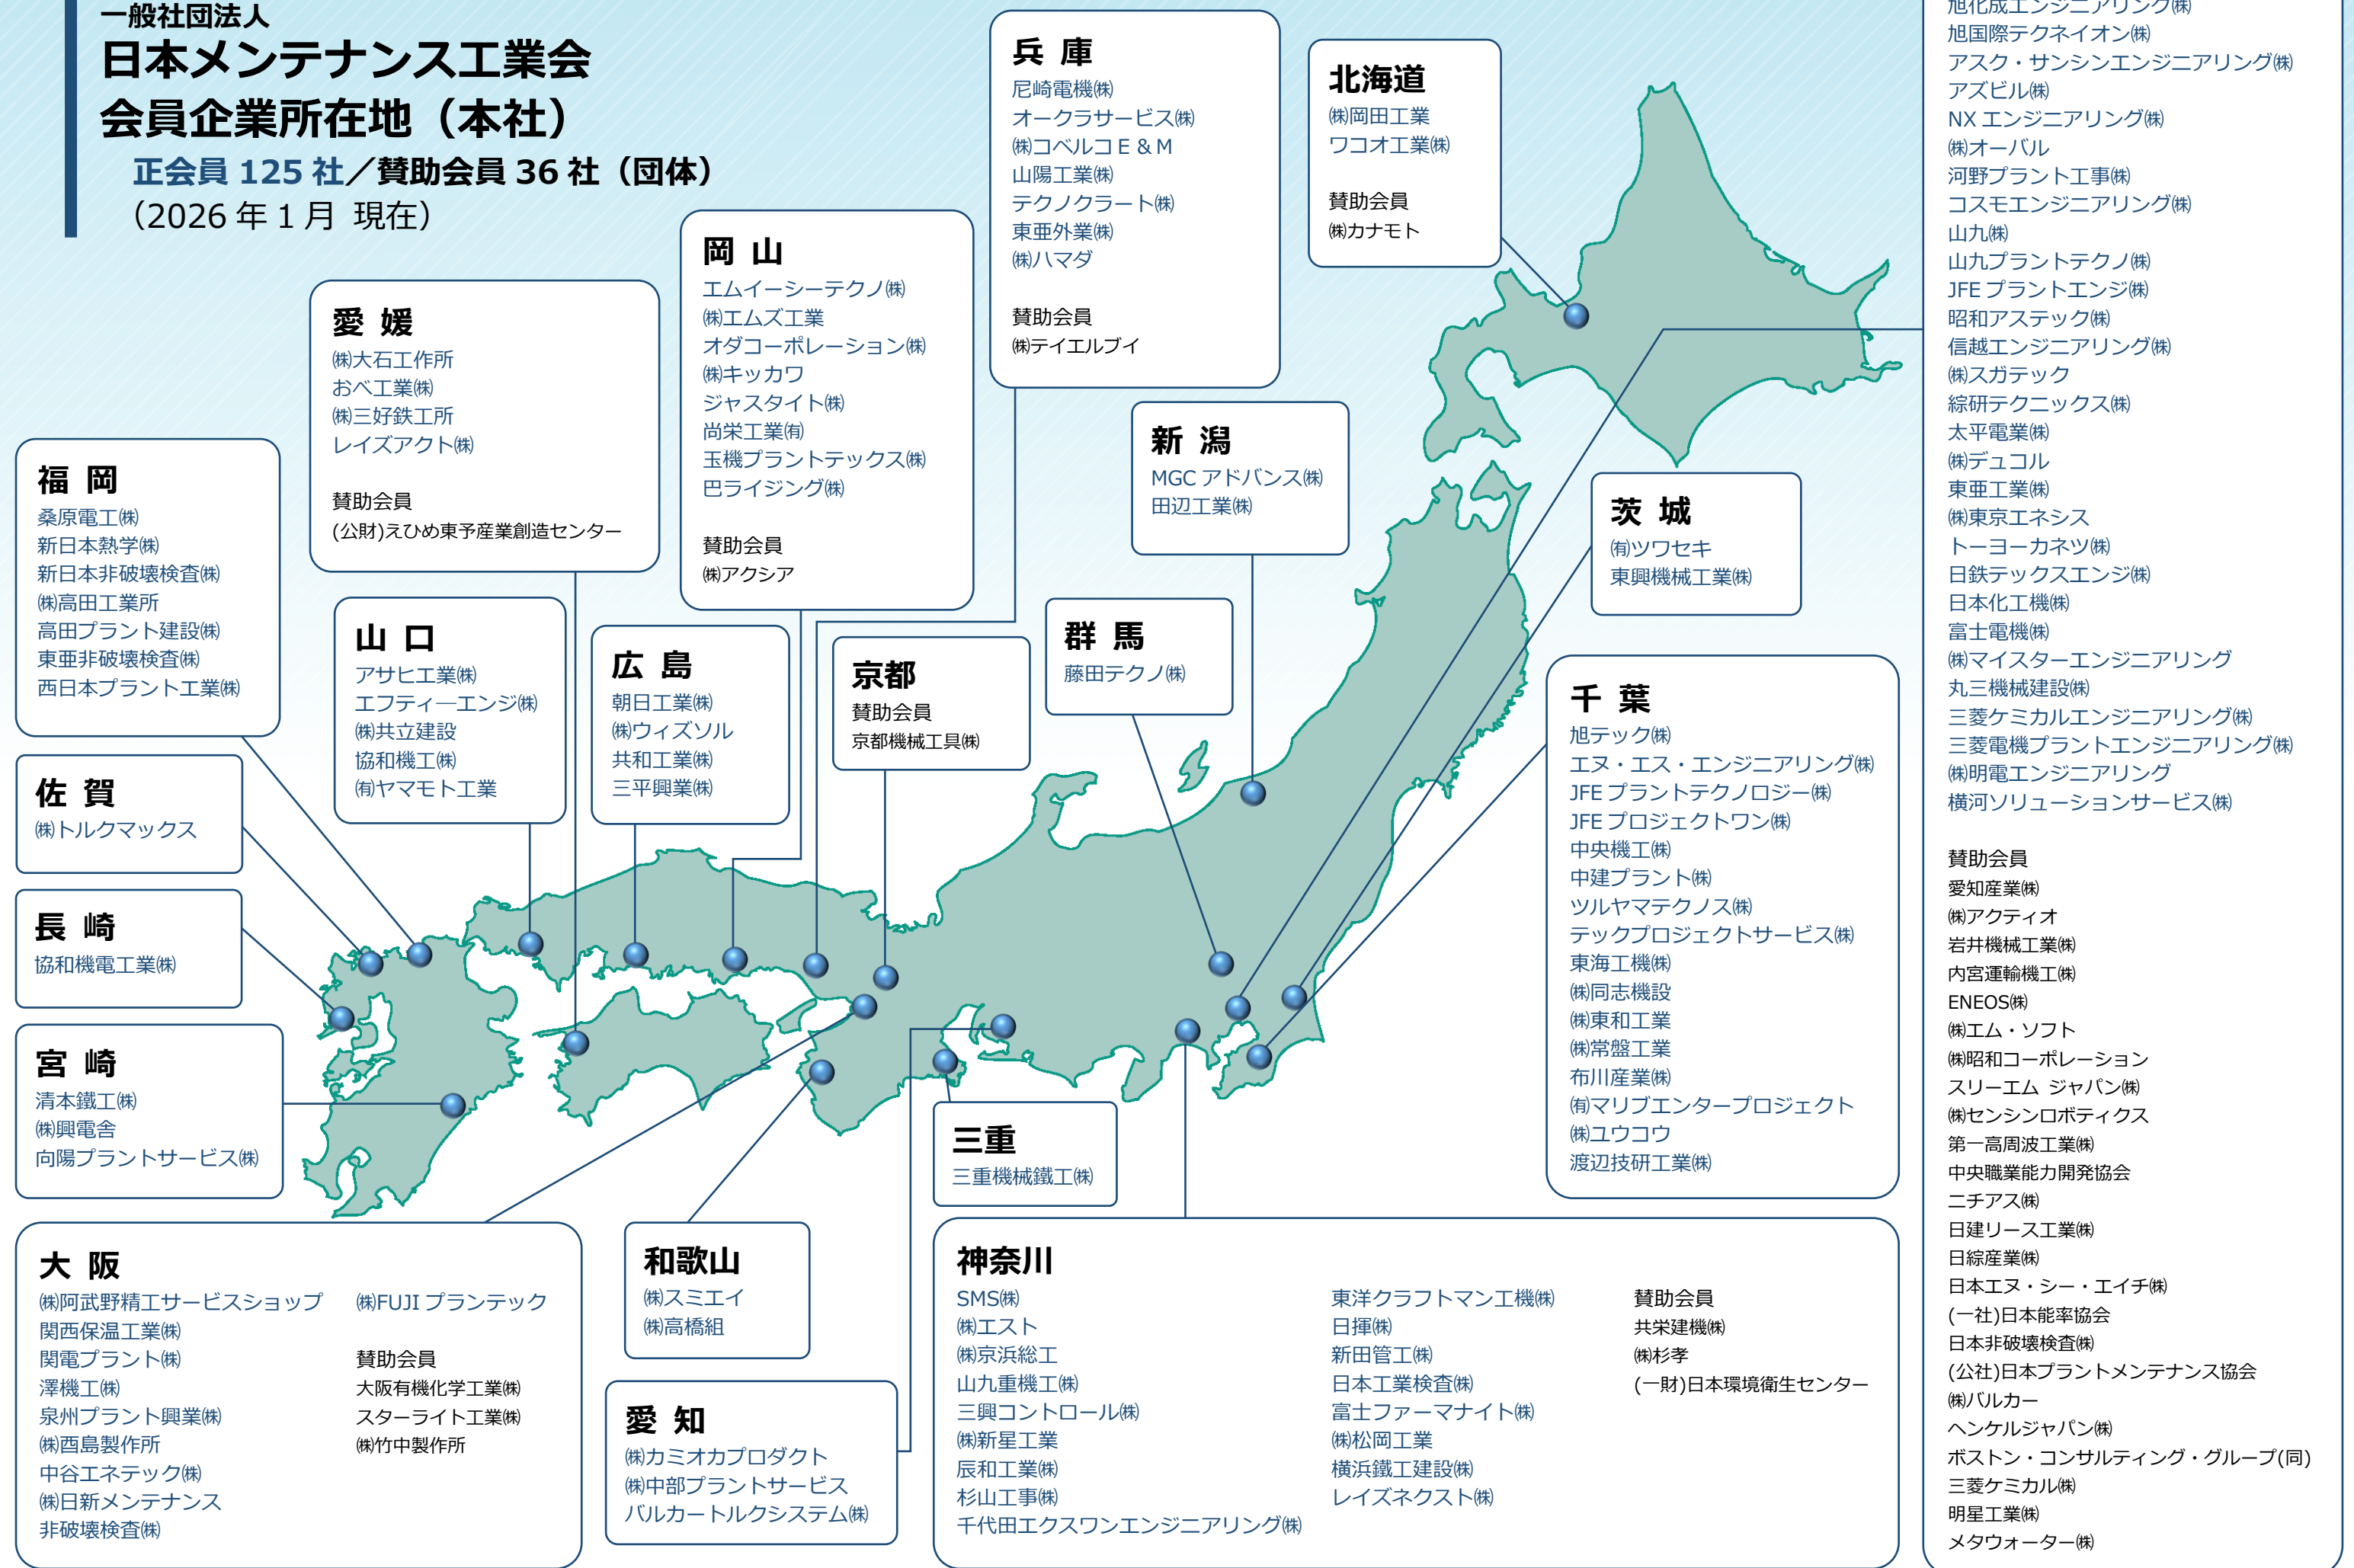 一般社団法人
日本メンテナンス工業会
会員企業所在地（本社）
正会員 125 社／賛助会員 36 社（団体）
（2026 年 1 月 現在）
福 岡
桑原電工㈱
新日本熱学㈱
新日本非破壊検査㈱
㈱高田工業所
高田プラント建設㈱
東亜非破壊検査㈱
西日本プラント工業㈱
佐 賀
㈱トルクマックス
長 崎
協和機電工業㈱
宮 崎
清本鐵工㈱
㈱興電舎
向陽プラントサービス㈱
愛 媛
㈱大石工作所
おべ工業㈱
㈱三好鉄工所
レイズアクト㈱
賛助会員
(公財)えひめ東予産業創造センター
山 口
アサヒ工業㈱
エフティ―エンジ㈱
㈱共立建設
協和機工㈱
㈲ヤマモト工業
広 島
朝日工業㈱
㈱ウィズソル
共和工業㈱
三平興業㈱
岡 山
エムイーシーテクノ㈱
㈱エムズ工業
オダコーポレーション㈱
㈱キッカワ
ジャスタイト㈱
尚栄工業㈲
玉機プラントテックス㈱
巴ライジング㈱
賛助会員
㈱アクシア
兵 庫
尼崎電機㈱
オークラサービス㈱
㈱コベルコＥ＆Ｍ
山陽工業㈱
テクノクラート㈱
東亜外業㈱
㈱ハマダ
賛助会員
㈱テイエルブイ
京都
賛助会員
京都機械工具㈱
北海道
㈱岡田工業
ワコオ工業㈱
賛助会員
㈱カナモト
新 潟
MGC アドバンス㈱
田辺工業㈱
群 馬
藤田テクノ㈱
茨 城
㈲ツワセキ
東興機械工業㈱
千 葉
旭テック㈱
エヌ・エス・エンジニアリング㈱
JFE プラントテクノロジー㈱
JFE プロジェクトワン㈱
中央機工㈱
中建プラント㈱
ツルヤマテクノス㈱
テックプロジェクトサービス㈱
東海工機㈱
㈱同志機設
㈱東和工業
㈱常盤工業
布川産業㈱
㈲マリブエンタープロジェクト
㈱ユウコウ
渡辺技研工業㈱
三重
三重機械鐵工㈱
大 阪
㈱阿武野精工サービスショップ
関西保温工業㈱
関電プラント㈱
澤機工㈱
泉州プラント興業㈱
㈱酉島製作所
中谷エネテック㈱
㈱日新メンテナンス
非破壊検査㈱
㈱FUJI プランテック
賛助会員
大阪有機化学工業㈱
スターライト工業㈱
㈱竹中製作所
和歌山
㈱スミエイ
㈱高橋組
愛 知
㈱カミオカプロダクト
㈱中部プラントサービス
バルカートルクシステム㈱
神奈川
SMS㈱
㈱エスト
㈱京浜総工
山九重機工㈱
三興コントロール㈱
㈱新星工業
辰和工業㈱
杉山工事㈱
千代田エクスワンエンジニアリング㈱
東洋クラフトマン工機㈱
日揮㈱
新田管工㈱
日本工業検査㈱
富士ファーマナイト㈱
㈱松岡工業
横浜鐵工建設㈱
レイズネクスト㈱
賛助会員
共栄建機㈱
㈱杉孝
(一財)日本環境衛生センター
旭化成エンジニアリング㈱
旭国際テクネイオン㈱
アスク・サンシンエンジニアリング㈱
アズビル㈱
NX エンジニアリング㈱
㈱オーバル
河野プラント工事㈱
コスモエンジニアリング㈱
山九㈱
山九プラントテクノ㈱
JFE プラントエンジ㈱
昭和アステック㈱
信越エンジニアリング㈱
㈱スガテック
綜研テクニックス㈱
太平電業㈱
㈱デュコル
東亜工業㈱
㈱東京エネシス
トーヨーカネツ㈱
日鉄テックスエンジ㈱
日本化工機㈱
富士電機㈱
㈱マイスターエンジニアリング
丸三機械建設㈱
三菱ケミカルエンジニアリング㈱
三菱電機プラントエンジニアリング㈱
㈱明電エンジニアリング
横河ソリューションサービス㈱
賛助会員
愛知産業㈱
㈱アクティオ
岩井機械工業㈱
内宮運輸機工㈱
ENEOS㈱
㈱エム・ソフト
㈱昭和コーポレーション
スリーエム ジャパン㈱
㈱センシンロボティクス
第一高周波工業㈱
中央職業能力開発協会
ニチアス㈱
日建リース工業㈱
日綜産業㈱
日本エヌ・シー・エイチ㈱
(一社)日本能率協会
日本非破壊検査㈱
(公社)日本プラントメンテナンス協会
㈱バルカー
ヘンケルジャパン㈱
ボストン・コンサルティング・グループ(同)
三菱ケミカル㈱
明星工業㈱
メタウォーター㈱